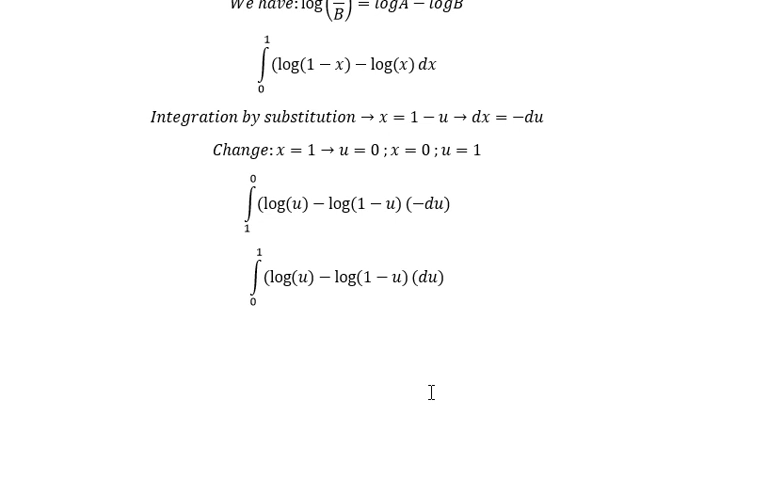 We have: log(A/B) = logA − logB
∫₀¹ (log(1 − x) − log(x) dx
Integration by substitution → x = 1 − u → dx = −du
Change: x = 1 → u = 0 ; x = 0 ; u = 1
∫₁⁰ (log(u) − log(1 − u) (−du)
∫₀¹ (log(u) − log(1 − u) (du)